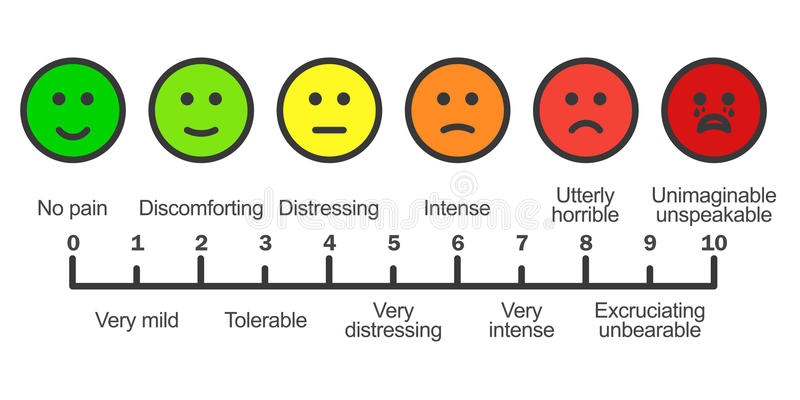 No pain Discomforting Distressing Intense Utterly horrible Unimaginable unspeakable
0 1 2 3 4 5 6 7 8 9 10
Very mild Tolerable Very distressing Very intense Excruciating unbearable
dreamstime